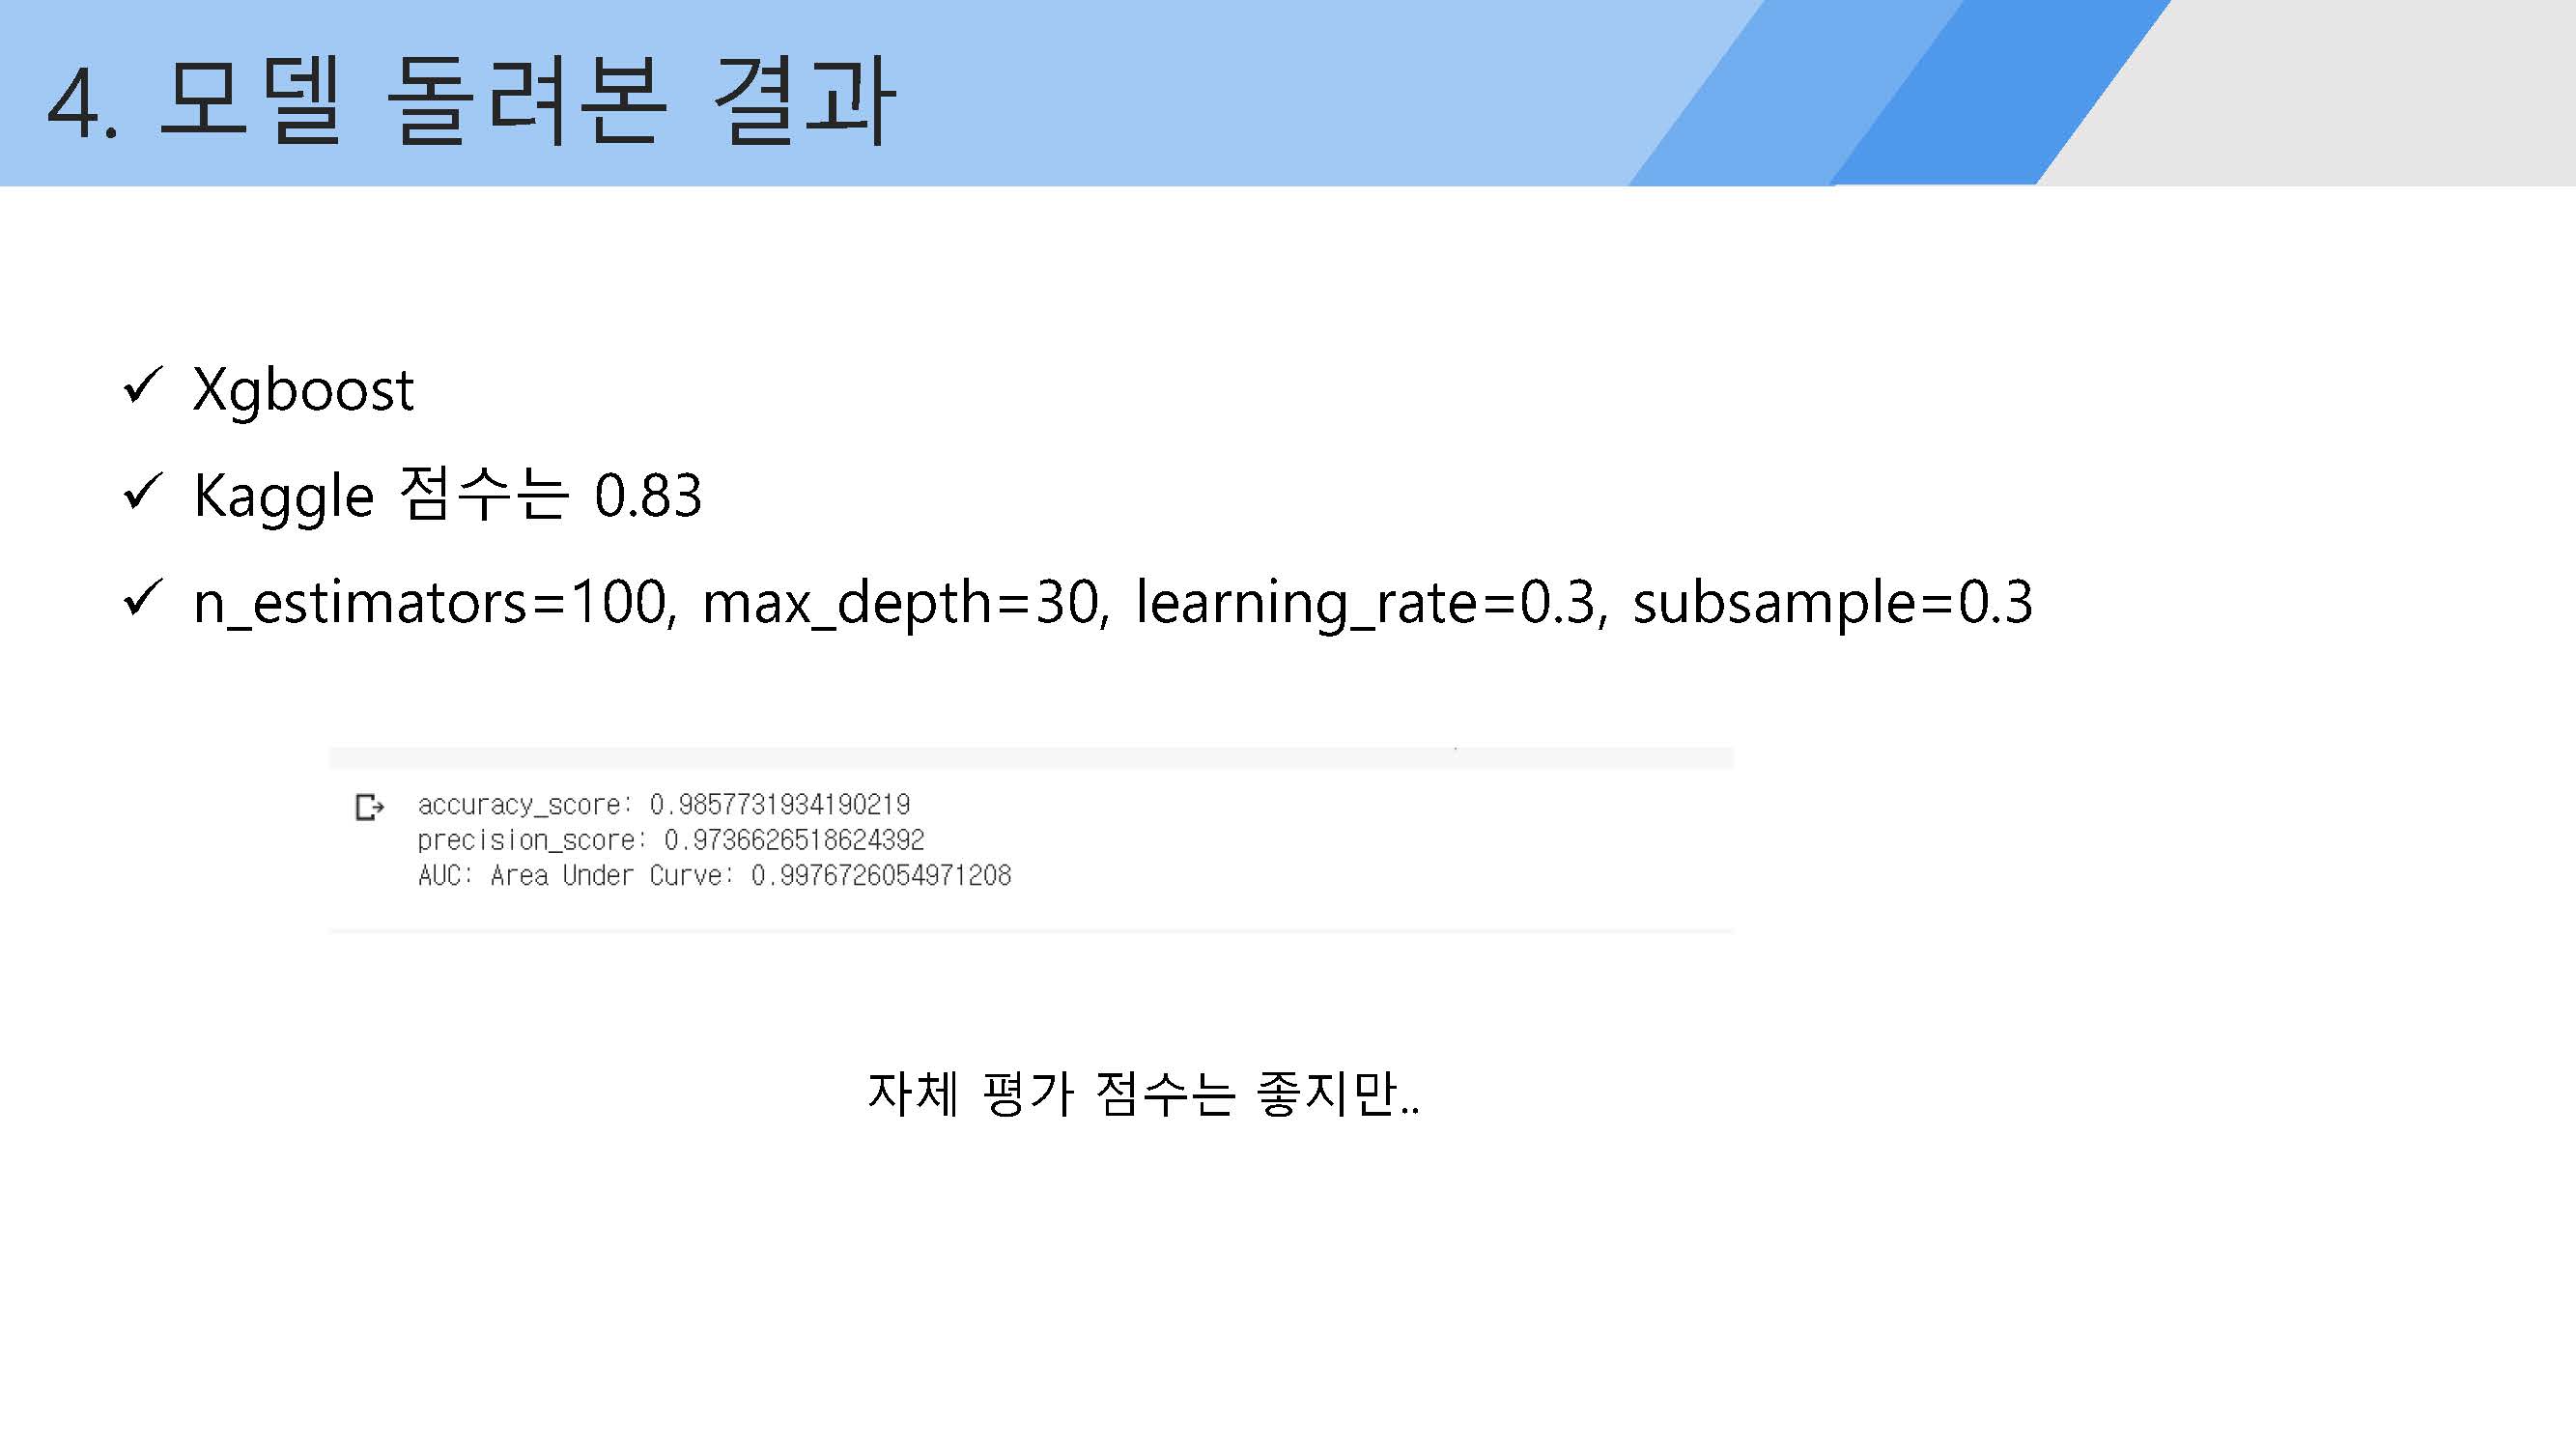 4. 모델 돌려본 결과
✓ Xgboost
✓ Kaggle 점수는 0.83
✓ n_estimators=100, max_depth=30, learning_rate=0.3, subsample=0.3
accuracy_score: 0.9857731934190219
precision_score: 0.9736626518624392
AUC: Area Under Curve: 0.9976726054971208
자체 평가 점수는 좋지만..